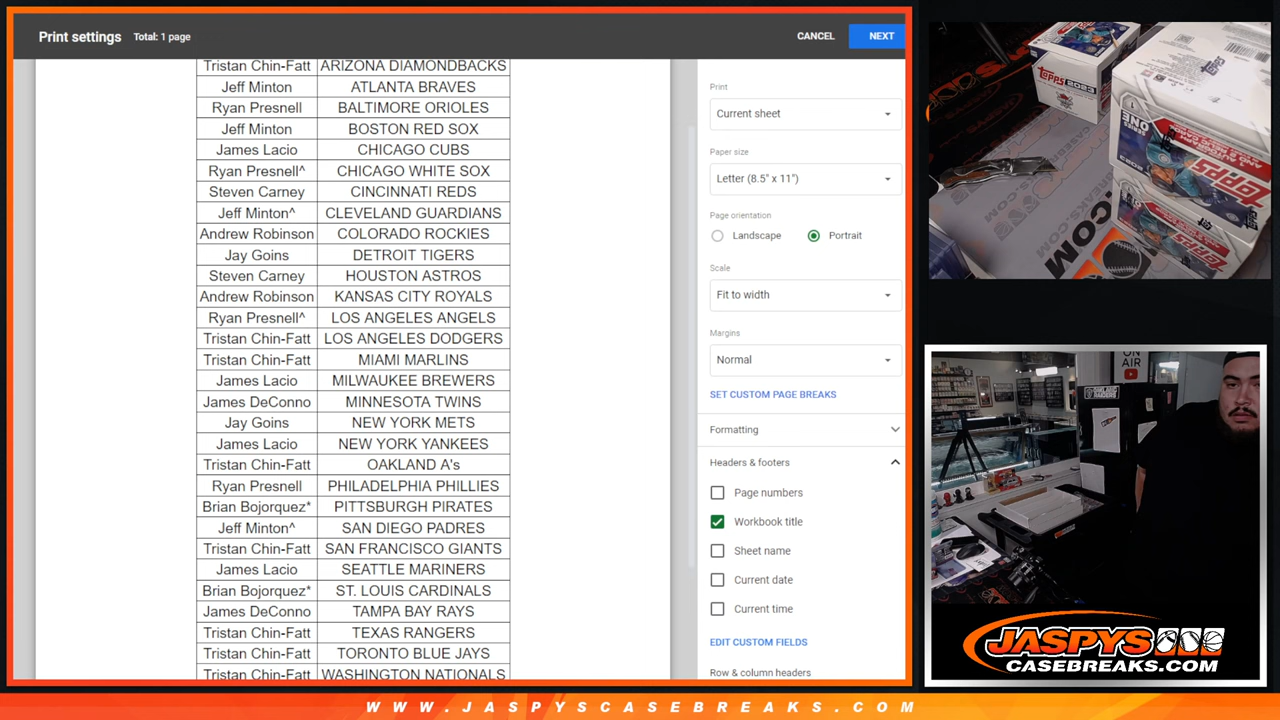 Print settings Total: 1 page CANCEL NEXT
Tristan Chin-Fatt ARIZONA DIAMONDBACKS
Jeff Minton ATLANTA BRAVES
Ryan Presnell BALTIMORE ORIOLES
Jeff Minton BOSTON RED SOX
James Lacio CHICAGO CUBS
Ryan Presnell^ CHICAGO WHITE SOX
Steven Carney CINCINNATI REDS
Jeff Minton^ CLEVELAND GUARDIANS
Andrew Robinson COLORADO ROCKIES
Jay Goins DETROIT TIGERS
Steven Carney HOUSTON ASTROS
Andrew Robinson KANSAS CITY ROYALS
Ryan Presnell^ LOS ANGELES ANGELS
Tristan Chin-Fatt LOS ANGELES DODGERS
Tristan Chin-Fatt MIAMI MARLINS
James Lacio MILWAUKEE BREWERS
James DeConno MINNESOTA TWINS
Jay Goins NEW YORK METS
James Lacio NEW YORK YANKEES
Tristan Chin-Fatt OAKLAND A's
Ryan Presnell PHILADELPHIA PHILLIES
Brian Bojorquez* PITTSBURGH PIRATES
Jeff Minton^ SAN DIEGO PADRES
Tristan Chin-Fatt SAN FRANCISCO GIANTS
James Lacio SEATTLE MARINERS
Brian Bojorquez* ST. LOUIS CARDINALS
James DeConno TAMPA BAY RAYS
Tristan Chin-Fatt TEXAS RANGERS
Tristan Chin-Fatt TORONTO BLUE JAYS
Tristan Chin-Fatt WASHINGTON NATIONALS
Print
Current sheet
Paper size
Letter (8.5" x 11")
Page orientation
Landscape Portrait
Scale
Fit to width
Margins
Normal
SET CUSTOM PAGE BREAKS
Formatting
Headers & footers
Page numbers
Workbook title
Sheet name
Current date
Current time
EDIT CUSTOM FIELDS
Row & column headers
TOPPS 2023
SERIES ONE
TOPPS
ON AIR
JASPYS
CASEBREAKS.COM
WWW.JASPYSCASEBREAKS.COM